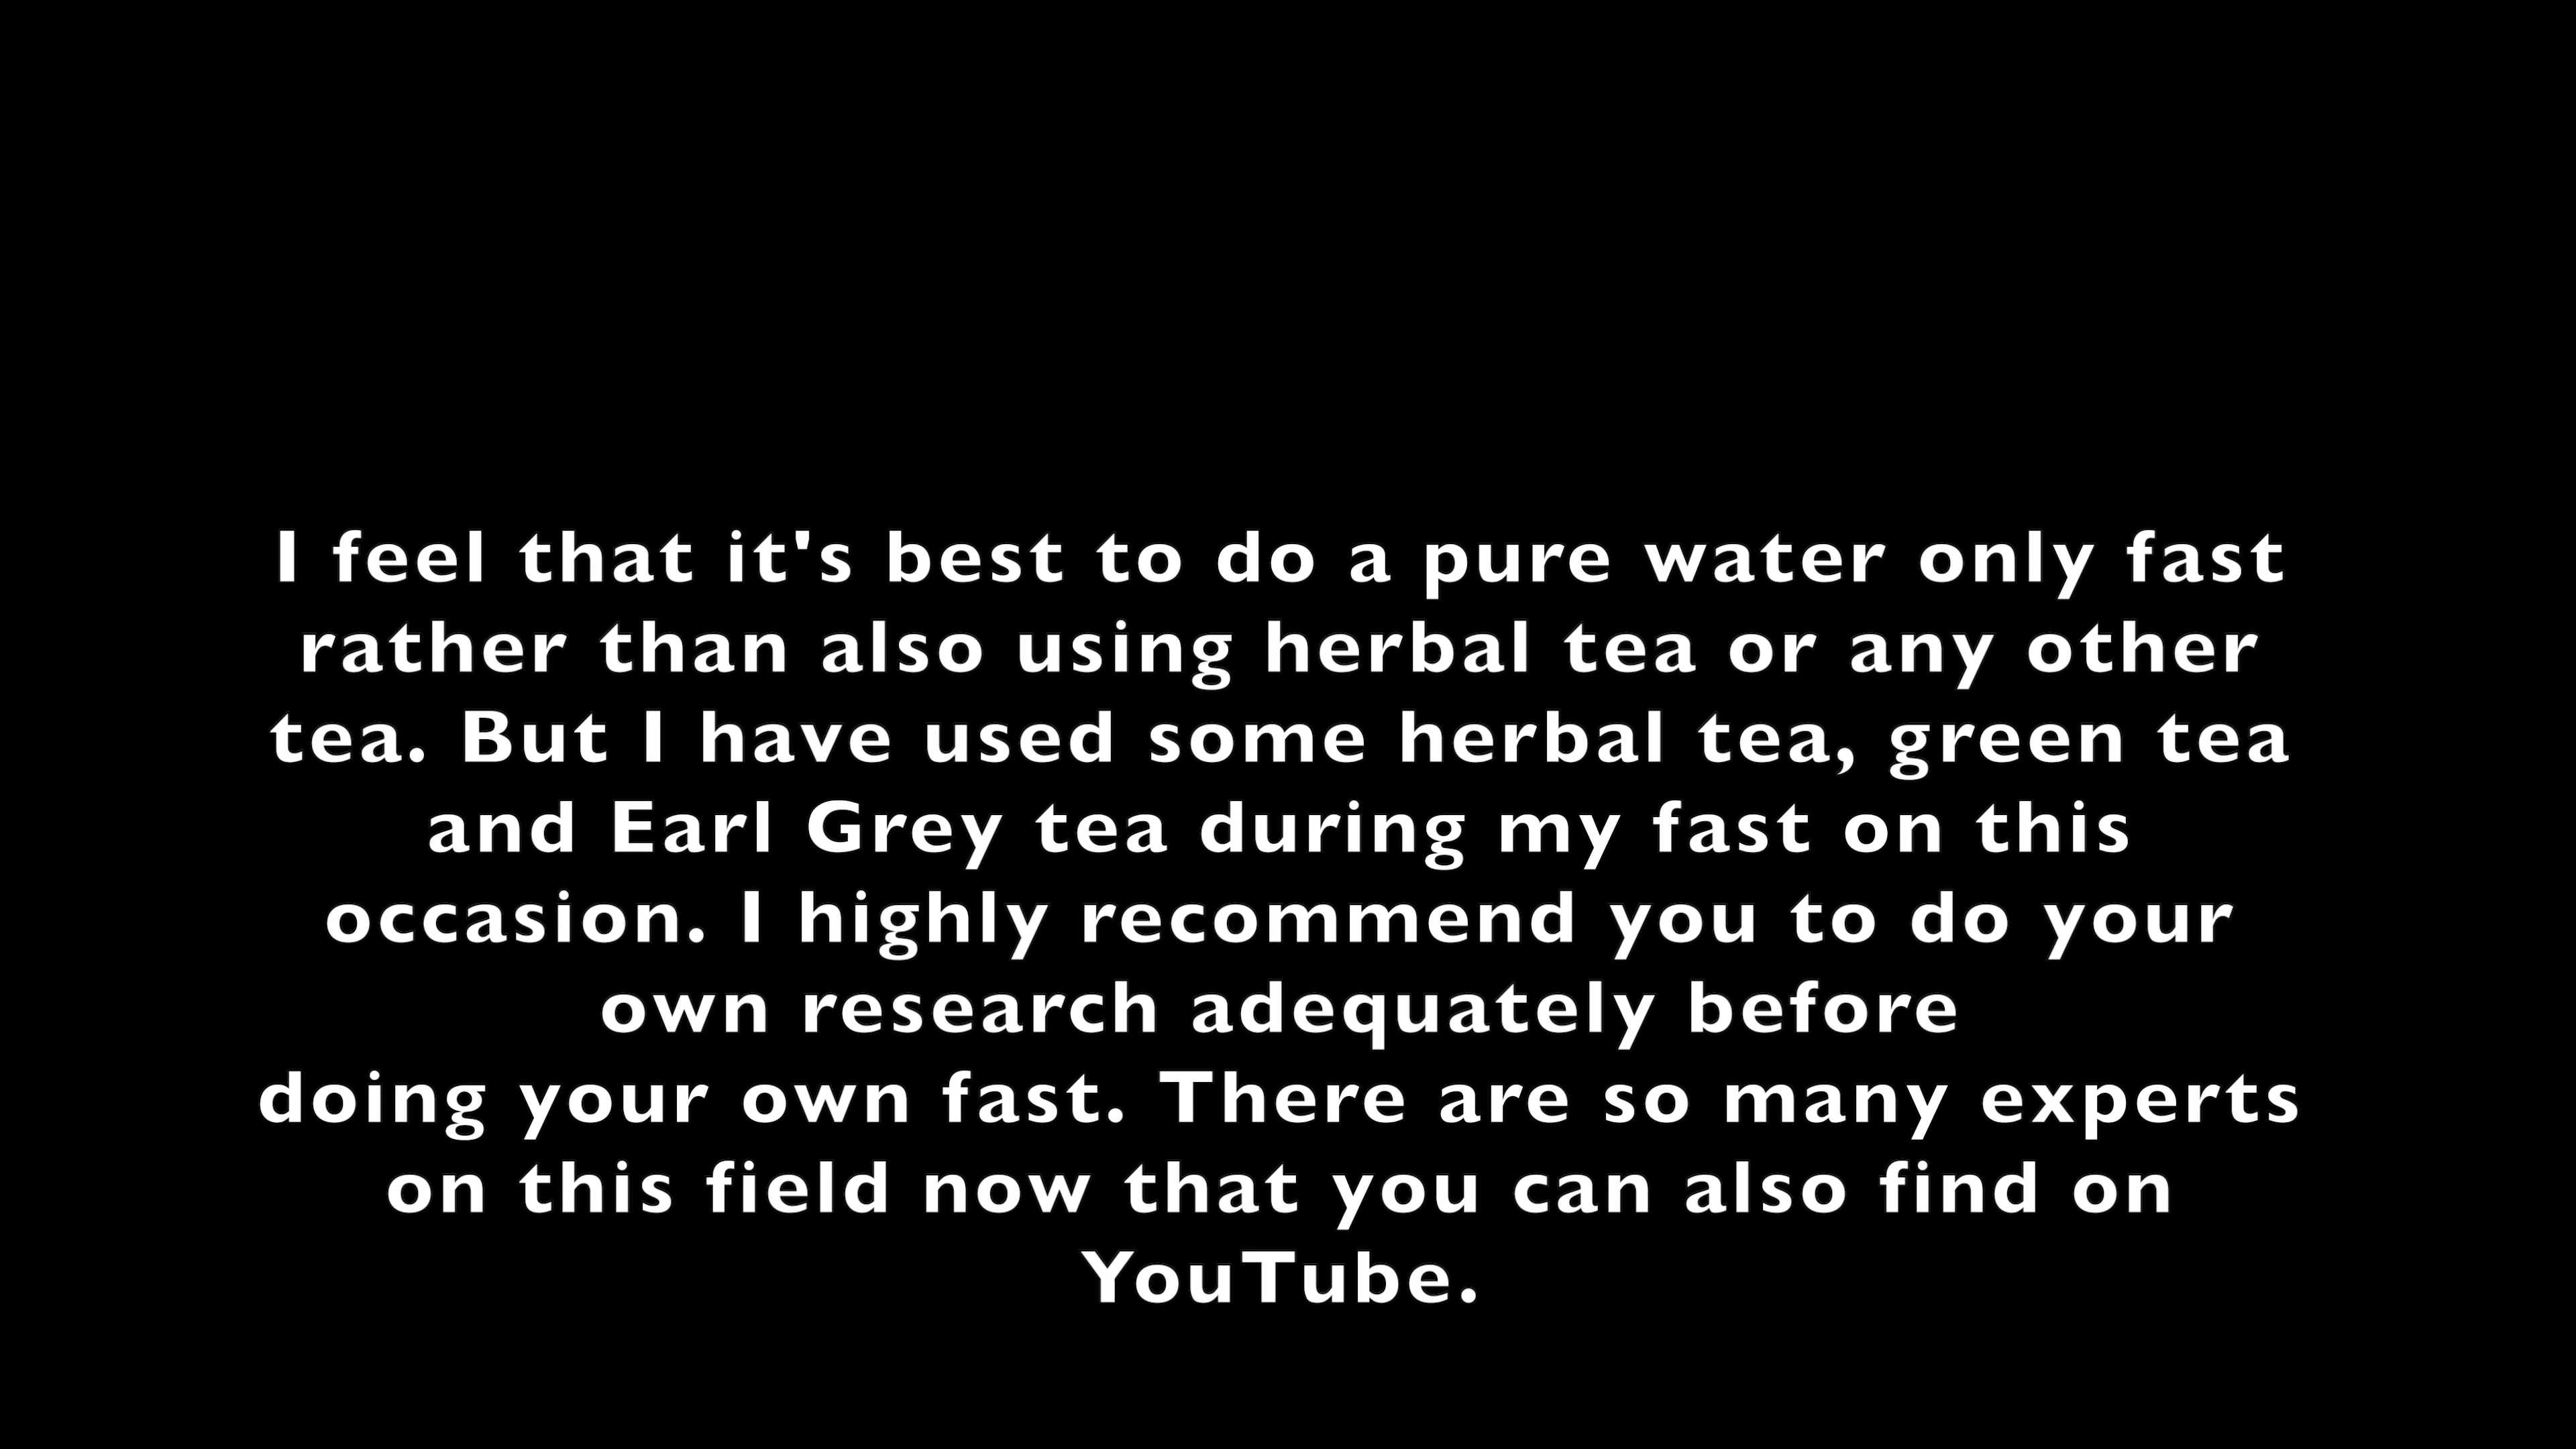 I feel that it's best to do a pure water only fast
rather than also using herbal tea or any other
tea. But I have used some herbal tea, green tea
and Earl Grey tea during my fast on this
occasion. I highly recommend you to do your
own research adequately before
doing your own fast. There are so many experts
on this field now that you can also find on
YouTube.